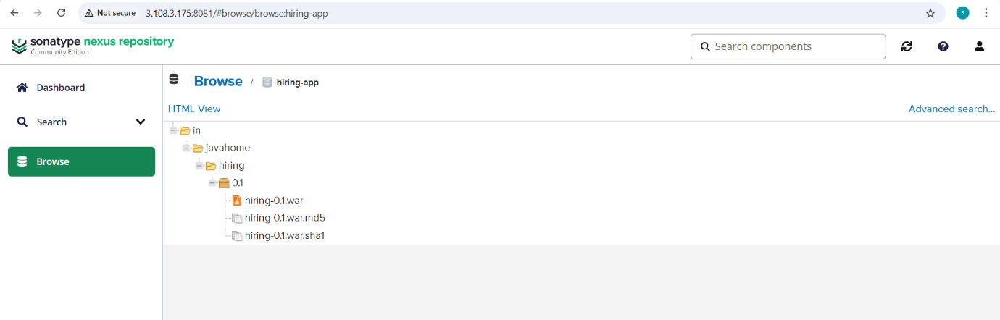 Not secure 3.108.3.175:8081/#browse/browse:hiring-app S
sonatype nexus repository
Community Edition
Search components
Dashboard
Search
Browse
Browse / hiring-app
HTML View Advanced search...
in
javahome
hiring
0.1
hiring-0.1.war
hiring-0.1.war.md5
hiring-0.1.war.sha1